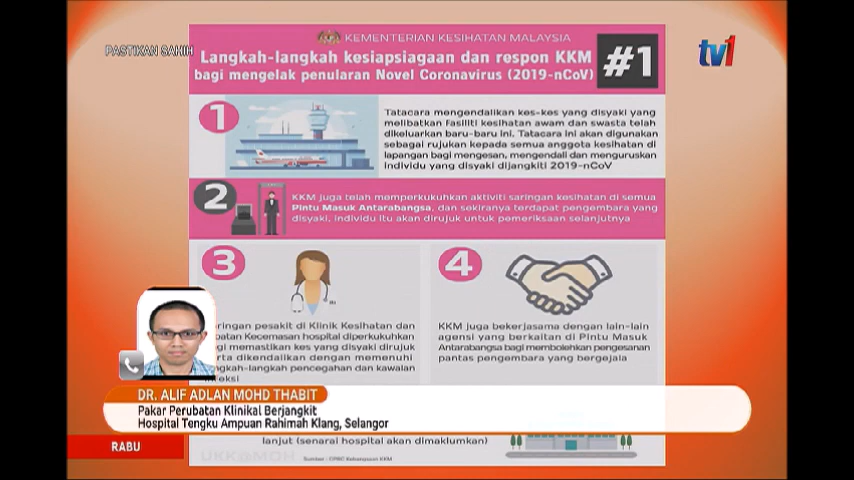 PASTIKAN SAHIH
tv1
KEMENTERIAN KESIHATAN MALAYSIA
Langkah-langkah kesiapsiagaan dan respon KKM
bagi mengelak penularan Novel Coronavirus (2019-nCoV)
#1
1
Tatacara mengendalikan kes-kes yang disyaki yang
melibatkan fasiliti kesihatan awam dan swasta telah
dikeluarkan baru-baru ini. Tatacara ini akan digunakan
sebagai rujukan kepada semua anggota kesihatan di
lapangan bagi mengesan, mengendali dan menguruskan
individu yang disyaki dijangkiti 2019-nCoV
2
KKM juga telah memperkukuhkan aktiviti saringan kesihatan di semua
Pintu Masuk Antarabangsa, dan sekiranya terdapat pengembara yang
disyaki, individu itu akan dirujuk untuk pemeriksaan selanjutnya
3
pesakit di Klinik Kesihatan dan
Kecemasan hospital diperkukuhkan
memastikan kes yang disyaki dirujuk
dikendalikan dengan memenuhi
pencegahan dan kawalan
4
KKM juga bekerjasama dengan lain-lain
agensi yang berkaitan di Pintu Masuk
Antarabangsa bagi membolehkan pengesanan
pantas pengembara yang bergejala
DR. ALIF ADLAN MOHD THABIT
Pakar Perubatan Klinikal Berjangkit
Hospital Tengku Ampuan Rahimah Klang, Selangor
RABU
lanjut (senarai hospital akan dimaklumkan)
UKK@MOH
Sumber : CPRC Kebangsaan KKM